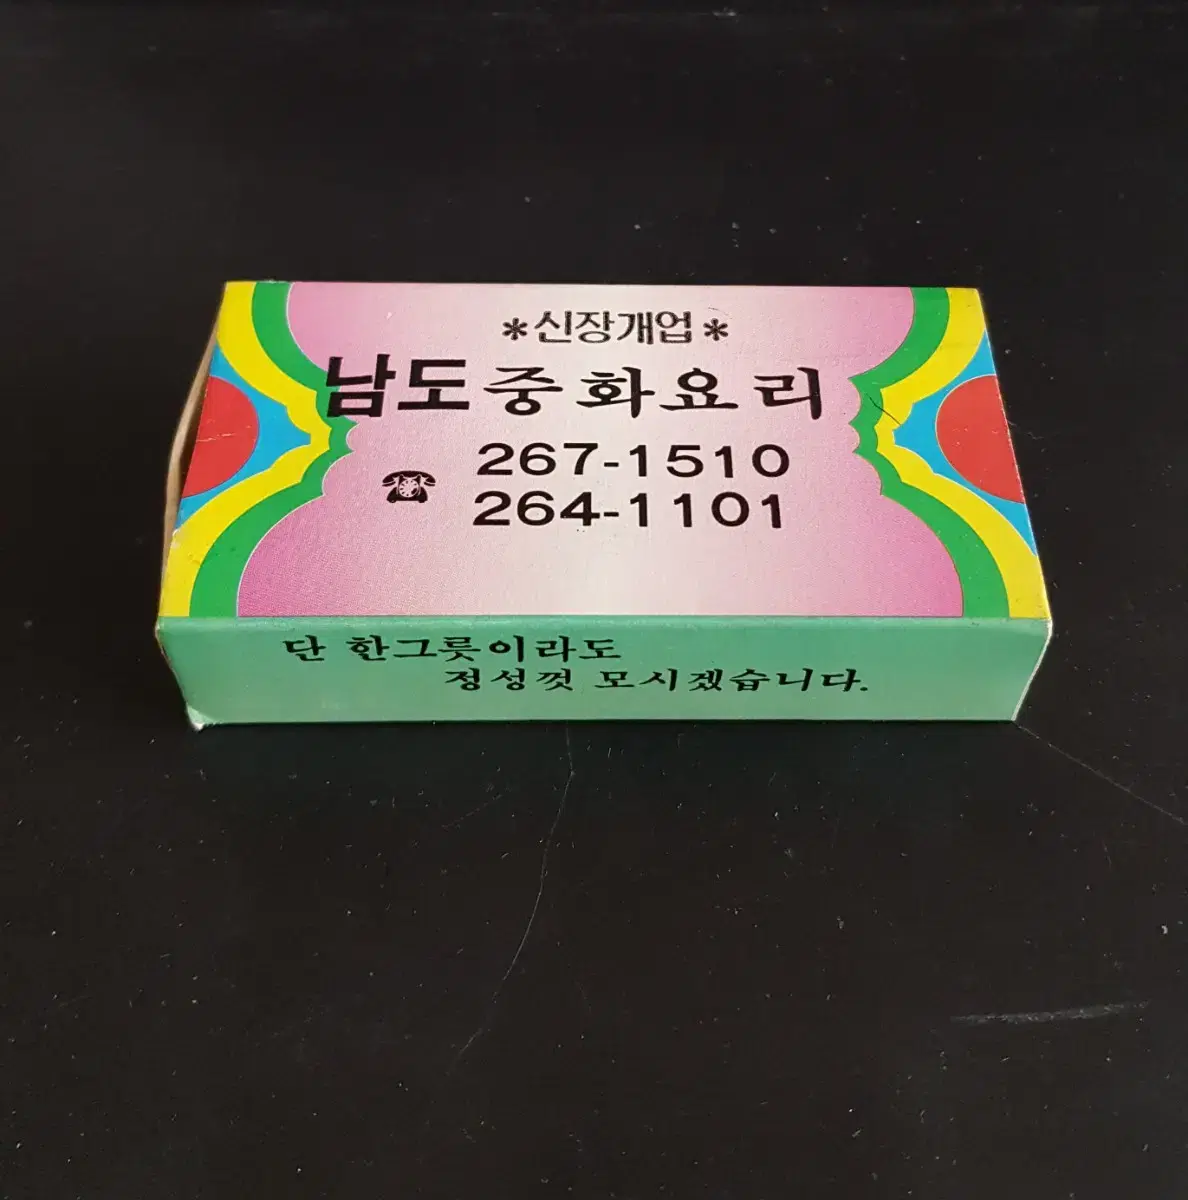 *신장개업*
남도중화요리
☎ 267-1510
264-1101
단 한그릇이라도
정성껏 모시겠습니다.